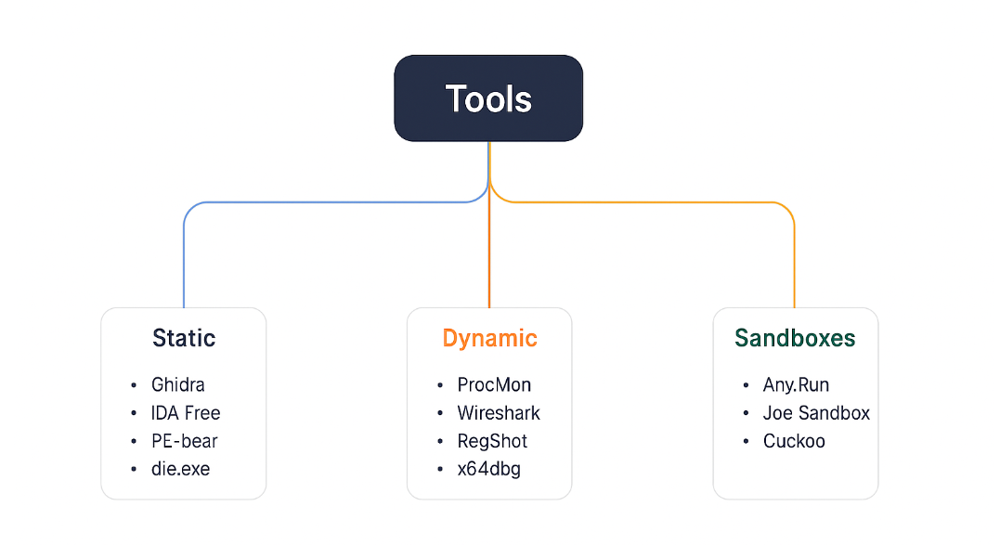 Tools
Static
• Ghidra
• IDA Free
• PE-bear
• die.exe
Dynamic
• ProcMon
• Wireshark
• RegShot
• x64dbg
Sandboxes
• Any.Run
• Joe Sandbox
• Cuckoo